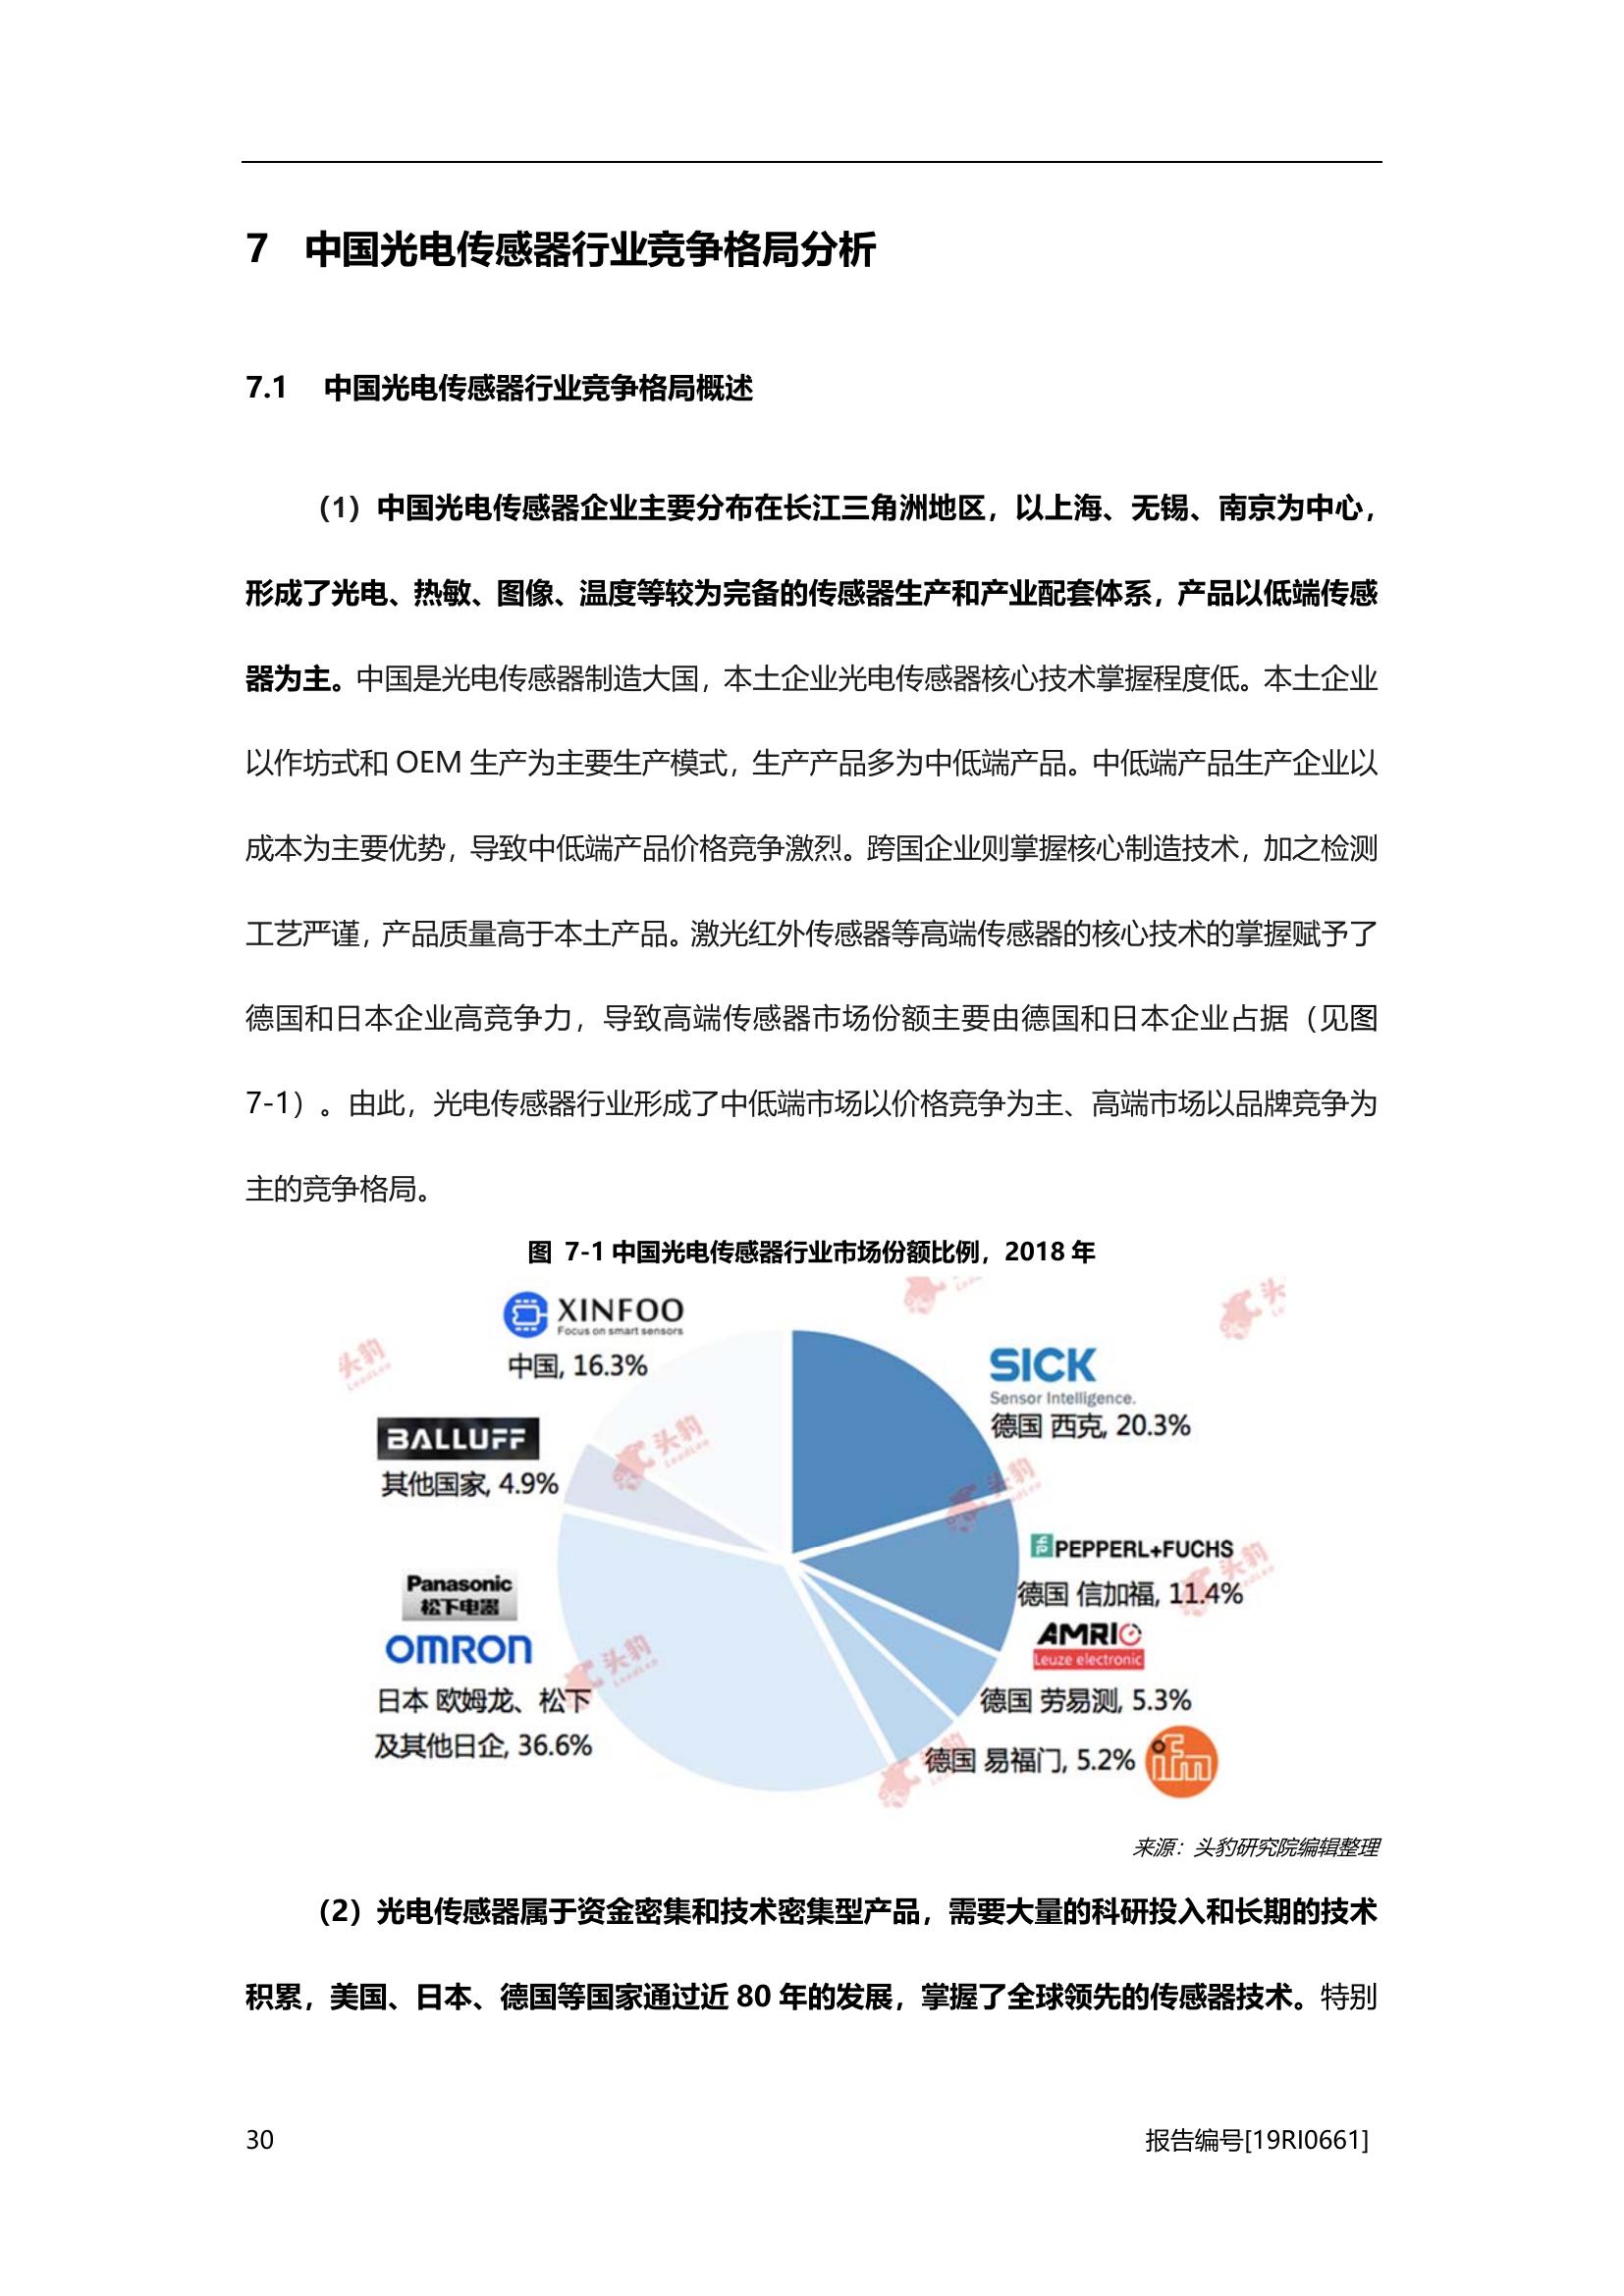 7 中国光电传感器行业竞争格局分析
7.1 中国光电传感器行业竞争格局概述
（1）中国光电传感器企业主要分布在长江三角洲地区，以上海、无锡、南京为中心，
形成了光电、热敏、图像、温度等较为完备的传感器生产和产业配套体系，产品以低端传感
器为主。中国是光电传感器制造大国，本土企业光电传感器核心技术掌握程度低。本土企业
以作坊式和 OEM 生产为主要生产模式，生产产品多为中低端产品。中低端产品生产企业以
成本为主要优势，导致中低端产品价格竞争激烈。跨国企业则掌握核心制造技术，加之检测
工艺严谨，产品质量高于本土产品。激光红外传感器等高端传感器的核心技术的掌握赋予了
德国和日本企业高竞争力，导致高端传感器市场份额主要由德国和日本企业占据（见图
7-1）。由此，光电传感器行业形成了中低端市场以价格竞争为主、高端市场以品牌竞争为
主的竞争格局。
图 7-1 中国光电传感器行业市场份额比例，2018 年
XINFOO
Focus on smart sensors
中国, 16.3%
SICK
Sensor Intelligence.
德国 西克, 20.3%
BALLUFF
其他国家, 4.9%
PEPPERL+FUCHS
德国 信加福, 11.4%
Panasonic
松下电器
OMRON
日本 欧姆龙、松下
及其他日企, 36.6%
AMRI
Leuze electronic
德国 劳易测, 5.3%
德国 易福门, 5.2%
ifm
头豹
LeadLeo
头豹
LeadLeo
头豹
头豹
头豹
LeadLeo
头豹
来源：头豹研究院编辑整理
（2）光电传感器属于资金密集和技术密集型产品，需要大量的科研投入和长期的技术
积累，美国、日本、德国等国家通过近 80 年的发展，掌握了全球领先的传感器技术。特别
30
报告编号[19RI0661]